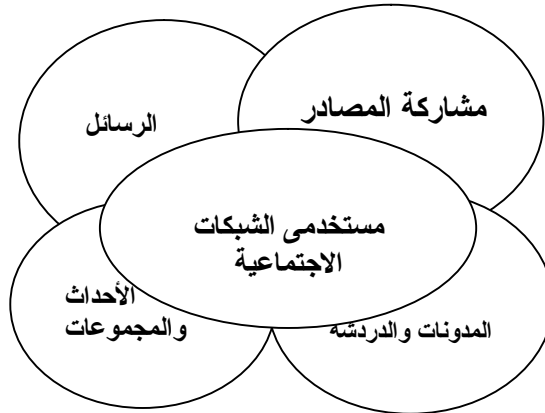 مشاركة المصادر
الرسائل
مستخدمى الشبكات
الاجتماعية
الأحداث
والمجموعات
المدونات والدردشة